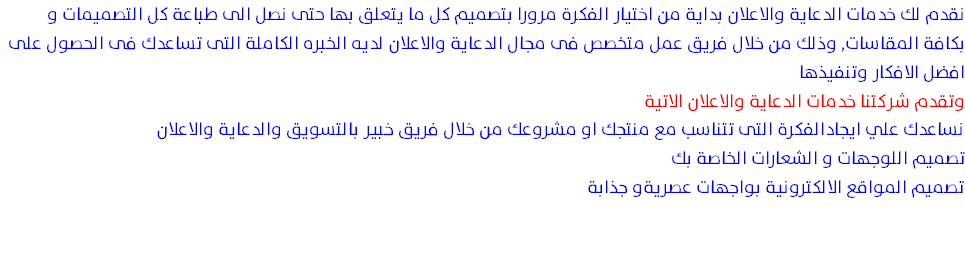 نقدم لك خدمات الدعاية والاعلان بداية من اختيار الفكرة مرورا بتصميم كل ما يتعلق بها حتى نصل الى طباعة كل التصميمات و
بكافة المقاسات, وذلك من خلال فريق عمل متخصص فى مجال الدعاية والاعلان لديه الخبره الكاملة التى تساعدك فى الحصول على
افضل الافكار وتنفيذها
وتقدم شركتنا خدمات الدعاية والاعلان الاتية
نساعدك علي ايجادالفكرة التى تتناسب مع منتجك او مشروعك من خلال فريق خبير بالتسويق والدعاية والاعلان
تصميم اللوجهات و الشعارات الخاصة بك
تصميم المواقع الالكترونية بواجهات عصريةو جذابة